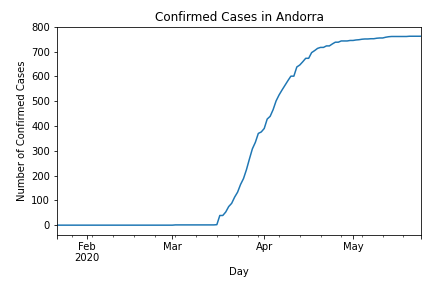 Confirmed Cases in Andorra
Number of Confirmed Cases
800
700
600
500
400
300
200
100
0
Feb
2020
Mar
Apr
May
Day